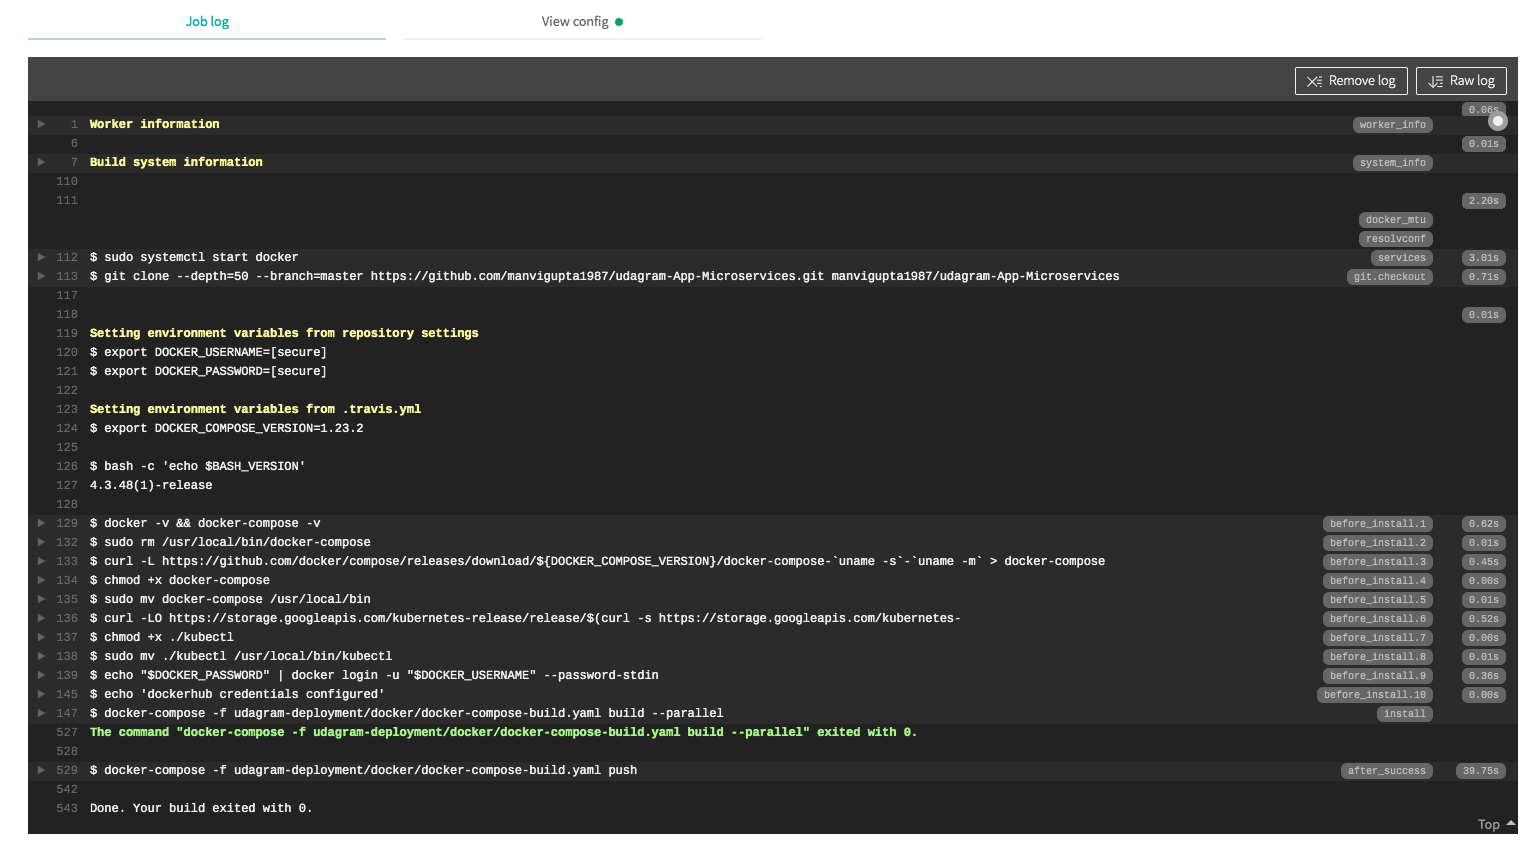 Job log
View config
Remove log
Raw log
0.06s
1 Worker information worker_info
6 0.01s
7 Build system information system_info
110
111 2.20s
docker_mtu
resolvconf
112 $ sudo systemctl start docker services 3.01s
113 $ git clone --depth=50 --branch=master https://github.com/manvigupta1987/udagram-App-Microservices.git manvigupta1987/udagram-App-Microservices git.checkout 0.71s
117
118 0.01s
119 Setting environment variables from repository settings
120 $ export DOCKER_USERNAME=[secure]
121 $ export DOCKER_PASSWORD=[secure]
122
123 Setting environment variables from .travis.yml
124 $ export DOCKER_COMPOSE_VERSION=1.23.2
125
126 $ bash -c 'echo $BASH_VERSION'
127 4.3.48(1)-release
128
129 $ docker -v && docker-compose -v before_install.1 0.62s
132 $ sudo rm /usr/local/bin/docker-compose before_install.2 0.01s
133 $ curl -L https://github.com/docker/compose/releases/download/${DOCKER_COMPOSE_VERSION}/docker-compose-`uname -s`-`uname -m` > docker-compose before_install.3 0.45s
134 $ chmod +x docker-compose before_install.4 0.00s
135 $ sudo mv docker-compose /usr/local/bin before_install.5 0.01s
136 $ curl -LO https://storage.googleapis.com/kubernetes-release/release/$(curl -s https://storage.googleapis.com/kubernetes- before_install.6 0.52s
137 $ chmod +x ./kubectl before_install.7 0.00s
138 $ sudo mv ./kubectl /usr/local/bin/kubectl before_install.8 0.01s
139 $ echo "$DOCKER_PASSWORD" | docker login -u "$DOCKER_USERNAME" --password-stdin before_install.9 0.36s
145 $ echo 'dockerhub credentials configured' before_install.10 0.00s
147 $ docker-compose -f udagram-deployment/docker/docker-compose-build.yaml build --parallel install
527 The command "docker-compose -f udagram-deployment/docker/docker-compose-build.yaml build --parallel" exited with 0.
528
529 $ docker-compose -f udagram-deployment/docker/docker-compose-build.yaml push after_success 39.75s
542
543 Done. Your build exited with 0.
Top